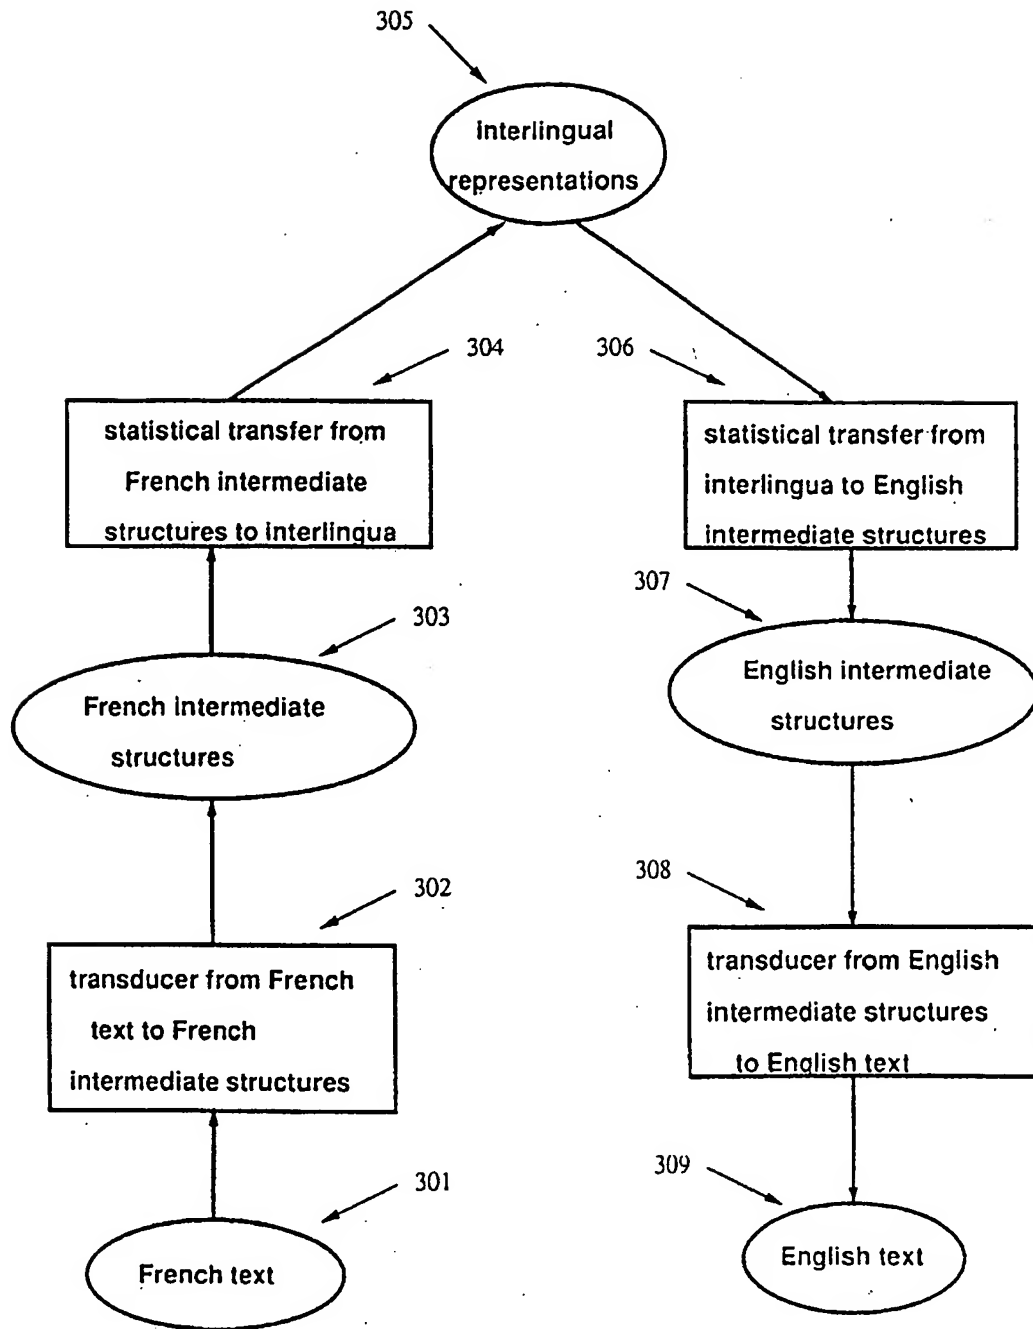 305
Interlingual
representations
304
306
statistical transfer from
French intermediate
structures to Interlingua
statistical transfer from
interlingua to English
intermediate structures
307
303
English intermediate
structures
French intermediate
structures
308
302
transducer from French
text to French
intermediate structures
transducer from English
intermediate structures
to English text
309
301
French text
English text